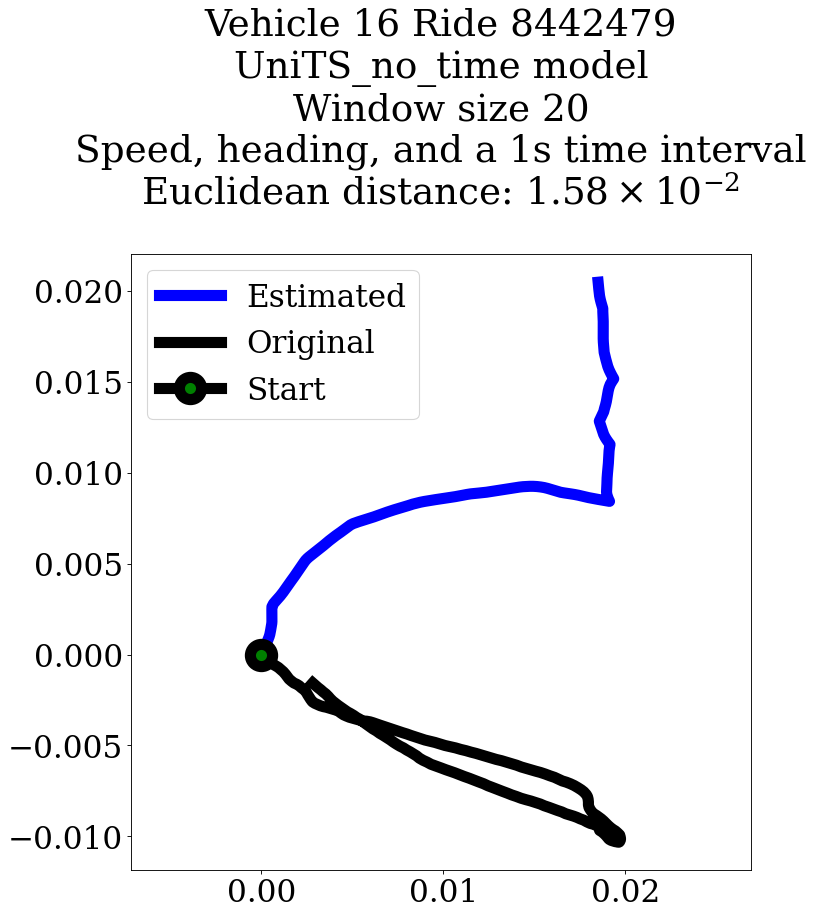 Vehicle 16 Ride 8442479
UniTS_no_time model
Window size 20
Speed, heading, and a 1s time interval
Euclidean distance: 1.58 × 10⁻²
Estimated
Original
Start
0.020
0.015
0.010
0.005
0.000
−0.005
−0.010
0.00 0.01 0.02